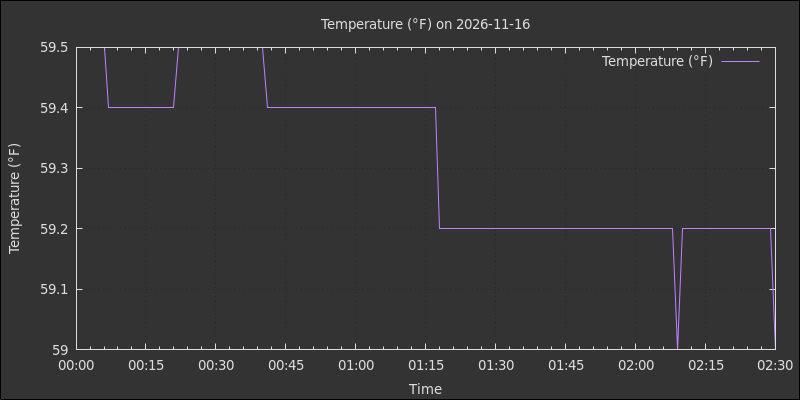 Temperature (°F) on 2026-11-16
Temperature (°F)
59.5
59.4
59.3
59.2
59.1
59
Temperature (°F)
00:00 00:15 00:30 00:45 01:00 01:15 01:30 01:45 02:00 02:15 02:30
Time